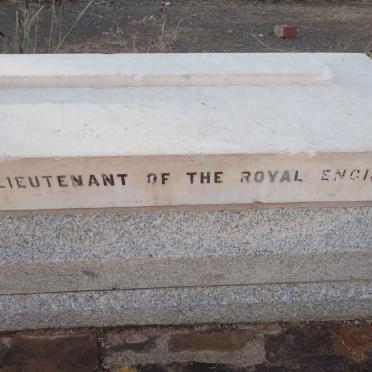 LIEUTENANT OF THE ROYAL ENGI